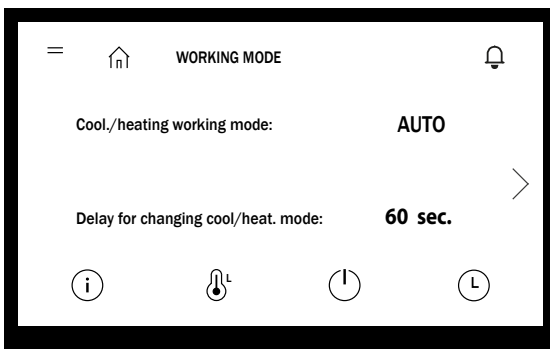 WORKING MODE
Cool./heating working mode: AUTO
Delay for changing cool/heat. mode: 60 sec.
i L L